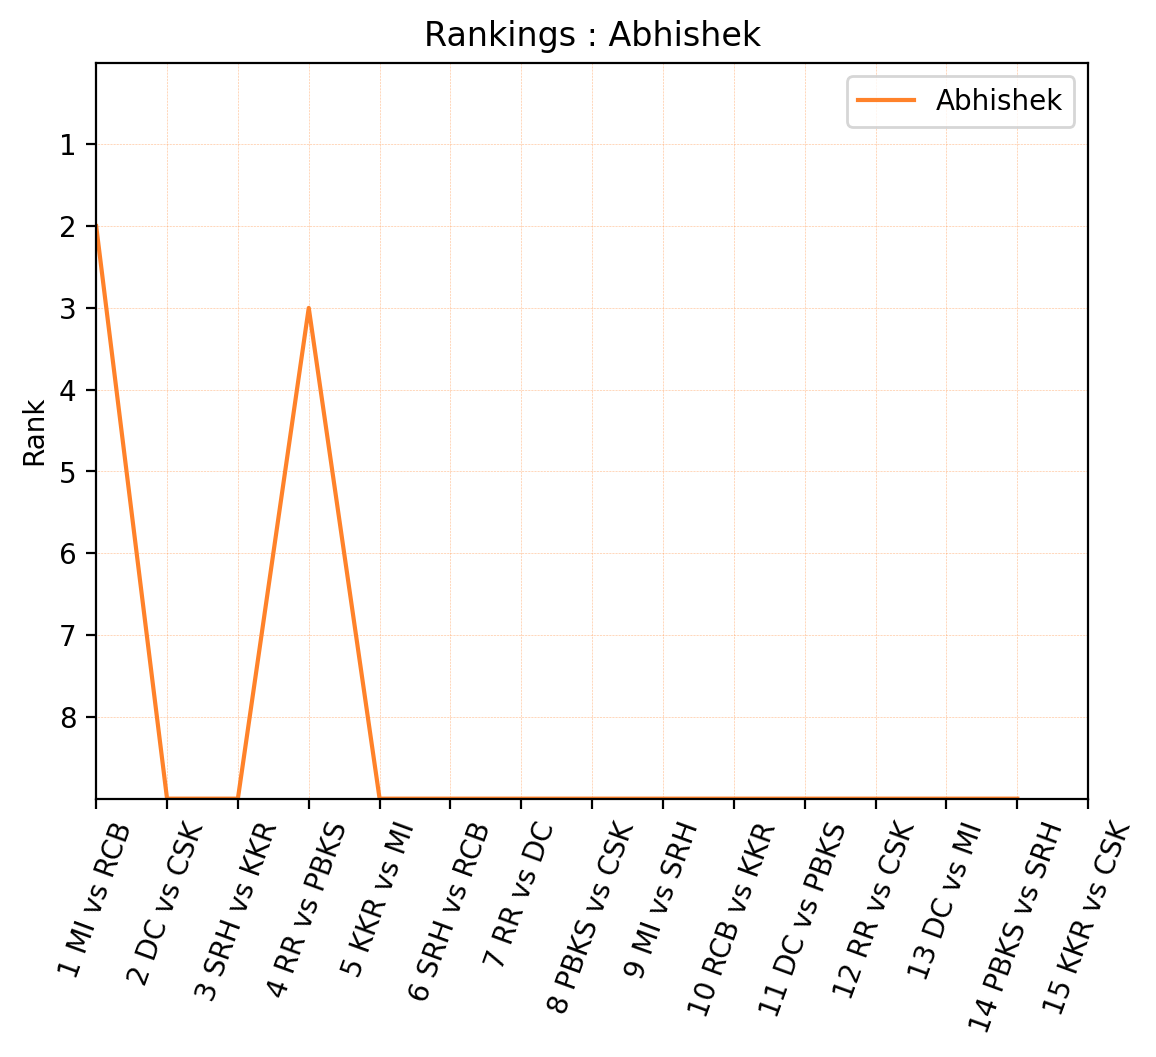 Rankings : Abhishek
Abhishek
Rank
1
2
3
4
5
6
7
8
1 MI vs RCB
2 DC vs CSK
3 SRH vs KKR
4 RR vs PBKS
5 KKR vs MI
6 SRH vs RCB
7 RR vs DC
8 PBKS vs CSK
9 MI vs SRH
10 RCB vs KKR
11 DC vs PBKS
12 RR vs CSK
13 DC vs MI
14 PBKS vs SRH
15 KKR vs CSK